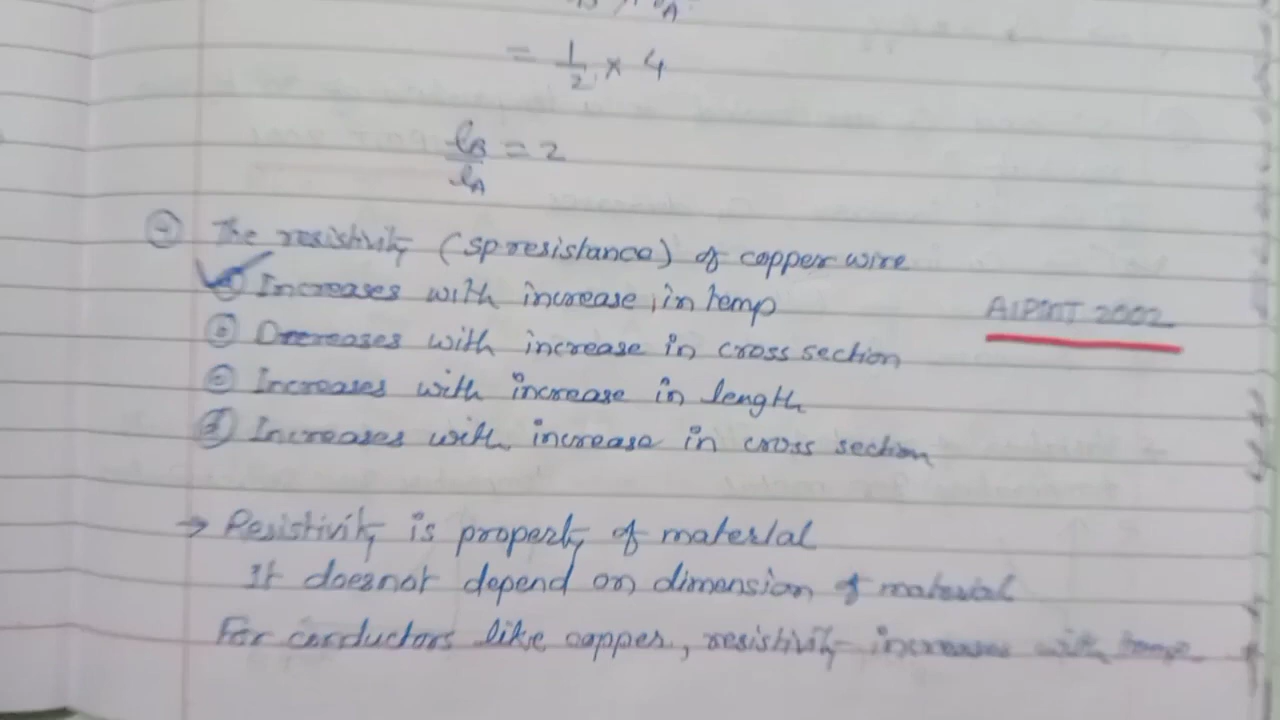 = 1/2 × 4
lB/lA = 2
The resistivity (sp resistance) of copper wire
(a) Increases with increase in temp
AIPMT 2002
(b) Decreases with increase in cross section
(c) Increases with increase in length
(d) Increases with increase in cross section
→ Resistivity is property of material
It doesnot depend on dimension of material
For conductors like copper, resistivity increases with temp